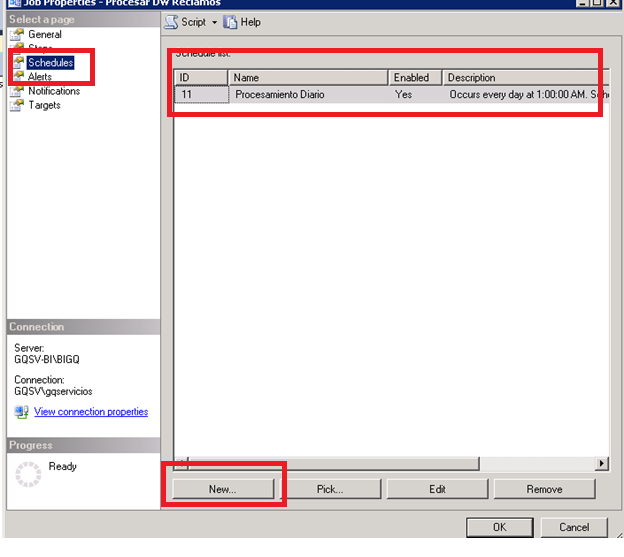 Job Properties - Procesar DW Reclamos
Select a page
Script
Help
General
Steps
Schedules
Alerts
Notifications
Targets
Schedule list:
ID Name Enabled Description
11 Procesamiento Diario Yes Occurs every day at 1:00:00 AM. Sche
Connection
Server:
GQSV-BI\BIGQ
Connection:
GQSV\gqservicios
View connection properties
Progress
Ready
New... Pick... Edit Remove
OK Cancel